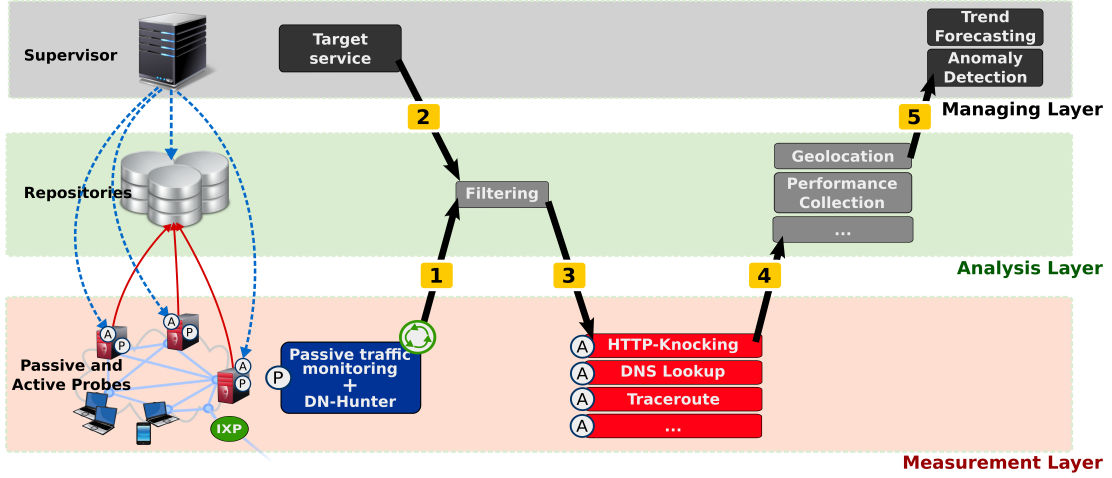 Supervisor
Target
service
Trend
Forecasting
Anomaly
Detection
Managing Layer
2
5
Repositories
Filtering
Geolocation
Performance
Collection
...
Analysis Layer
1
3
4
A
P
A
P
A
P
Passive and
Active Probes
IXP
P
Passive traffic
monitoring
+
DN-Hunter
A
HTTP-Knocking
A
DNS Lookup
A
Traceroute
A
...
Measurement Layer